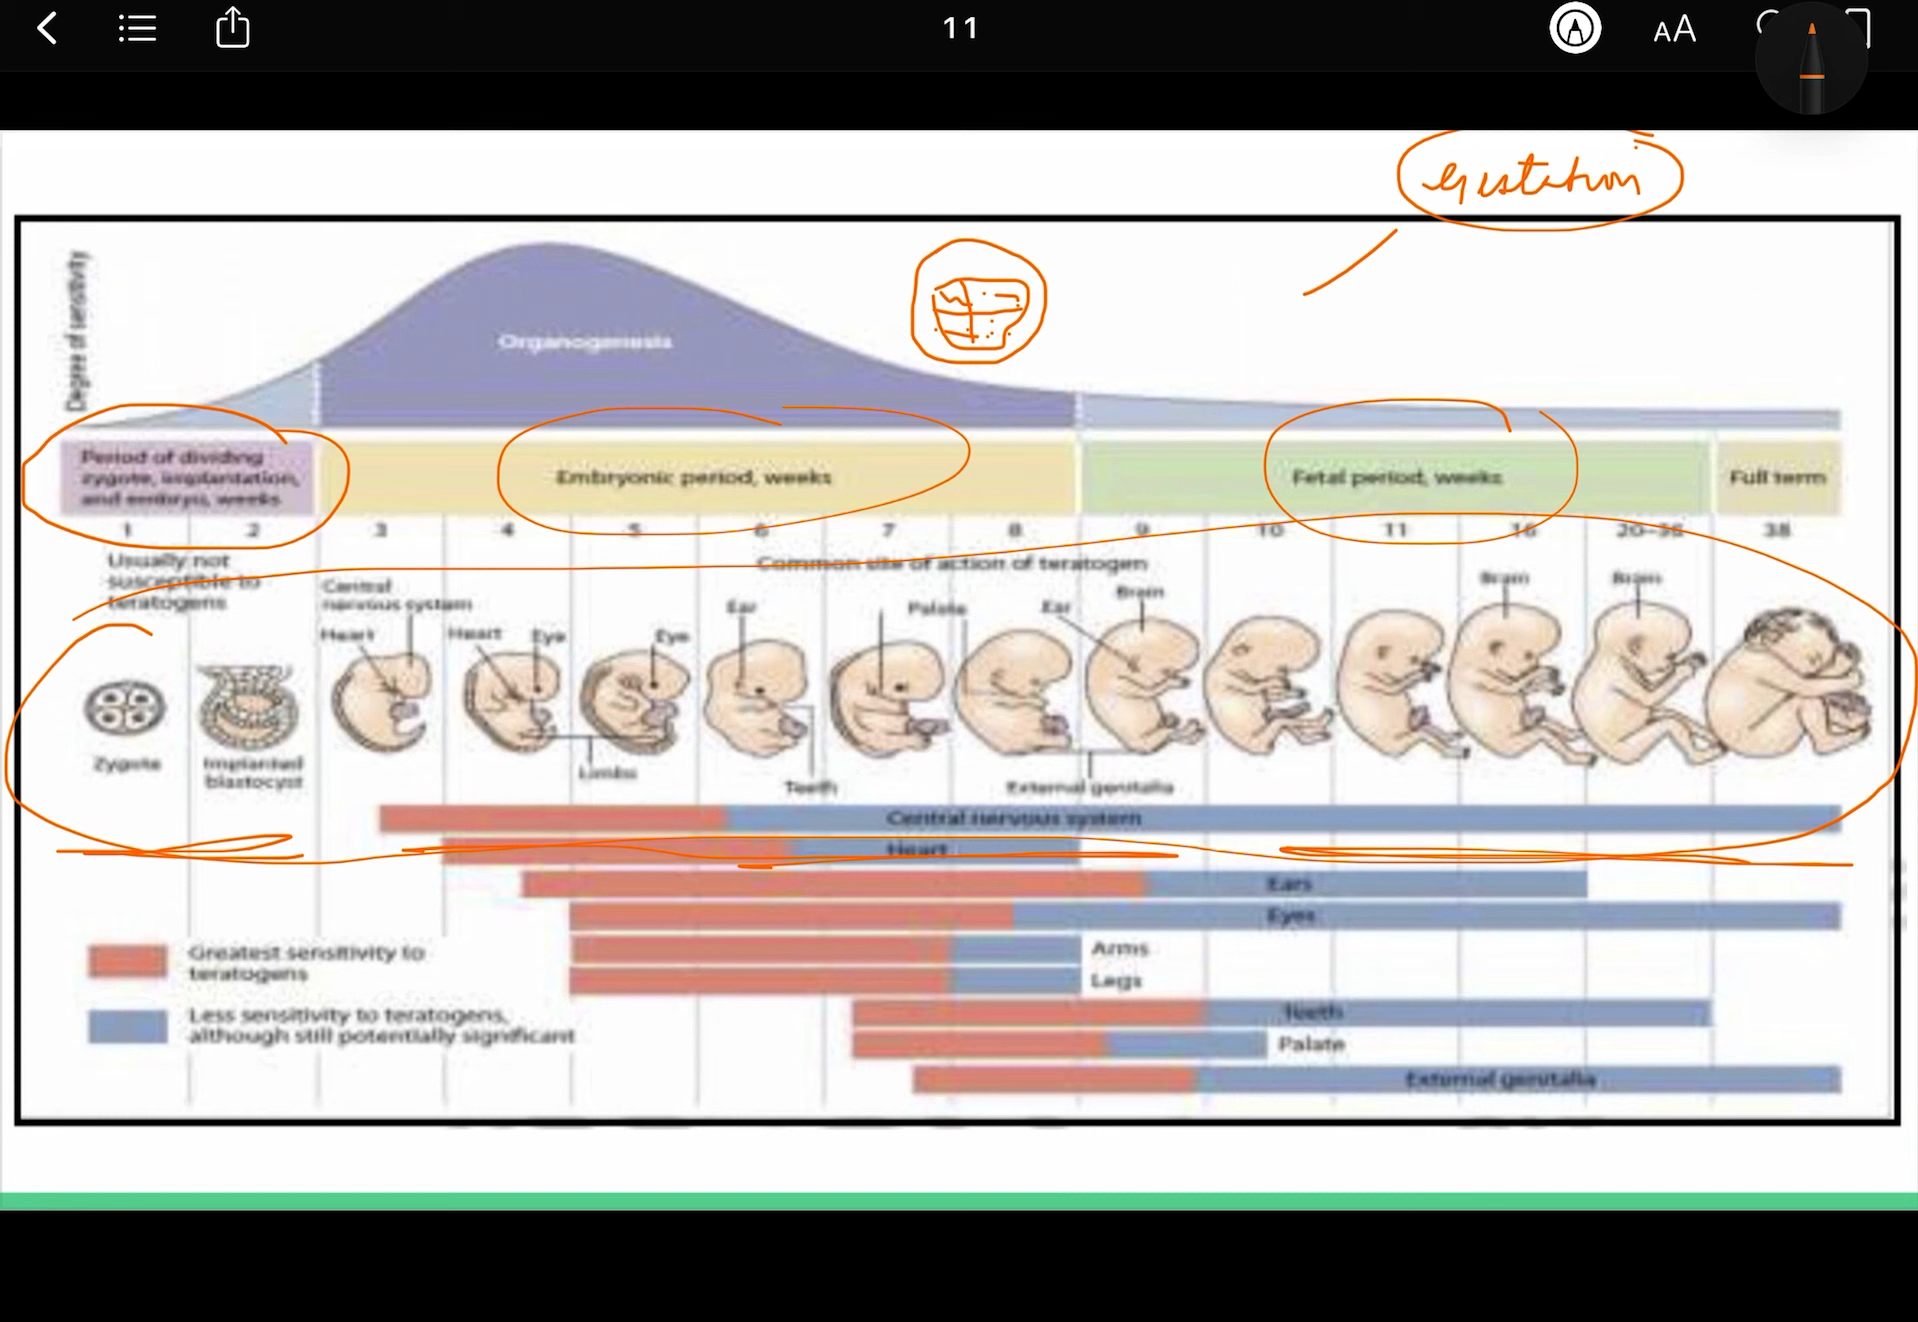 11
AA
Gestation
Degree of sensitivity
Organogenesis
Period of dividing
zygote, implantation,
and embryo, weeks
Embryonic period, weeks
Fetal period, weeks
Full term
1 2 3 4 5 6 7 8 9 10 11 16 20–36 38
Usually not
susceptible to
teratogens
Common site of action of teratogen
Central
nervous system
Heart
Heart
Eye
Eye
Ear
Palate
Ear
Brain
Brain
Brain
Zygote
Implanted
blastocyst
Limbs
Teeth
External genitalia
Central nervous system
Heart
Ears
Eyes
Arms
Legs
Teeth
Palate
External genitalia
Greatest sensitivity to
teratogens
Less sensitivity to teratogens,
although still potentially significant